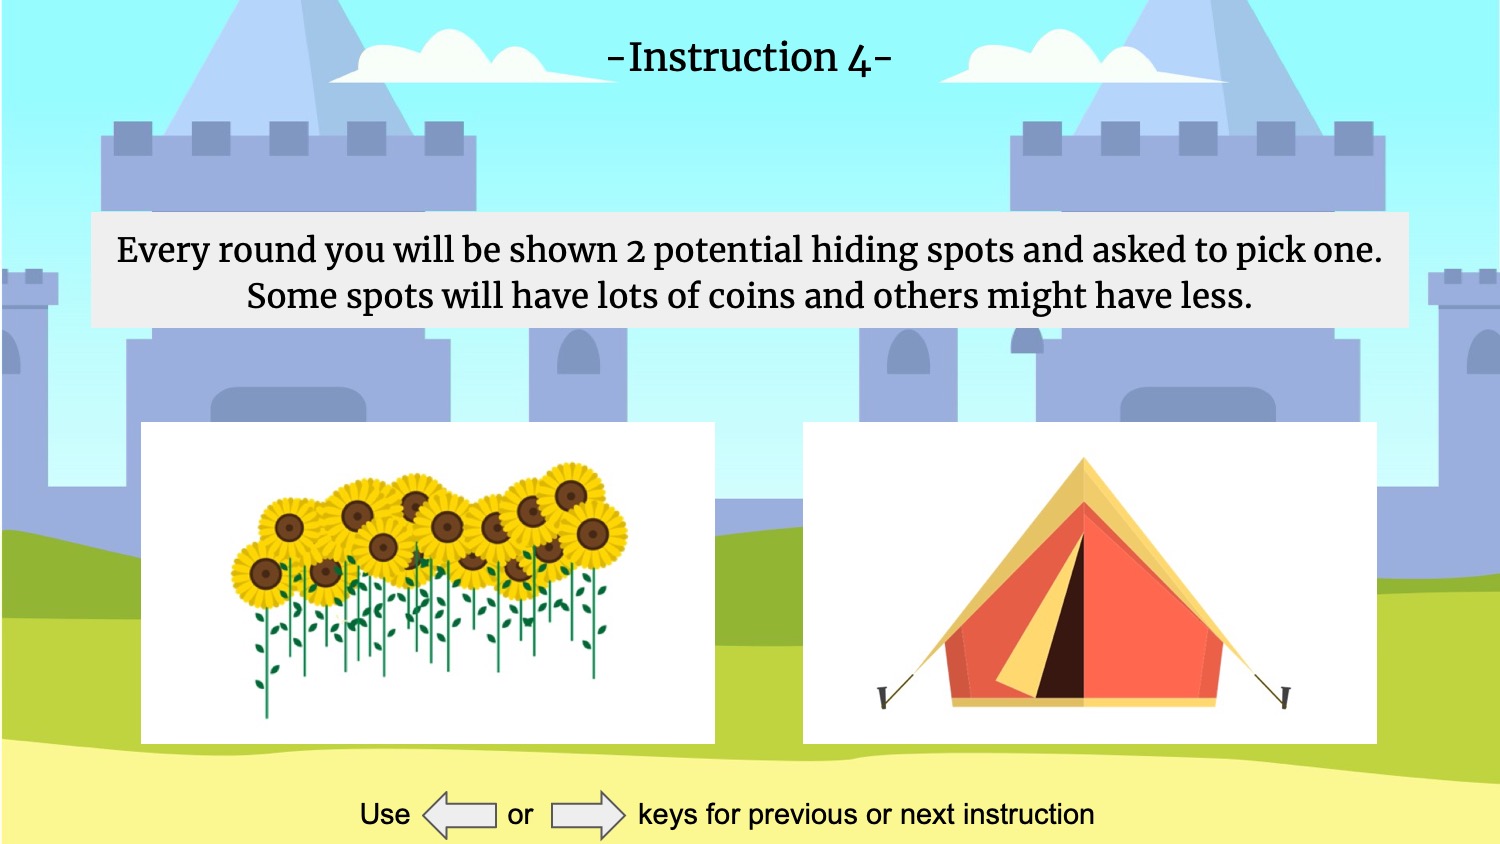 -Instruction 4-
Every round you will be shown 2 potential hiding spots and asked to pick one.
Some spots will have lots of coins and others might have less.
Use or keys for previous or next instruction